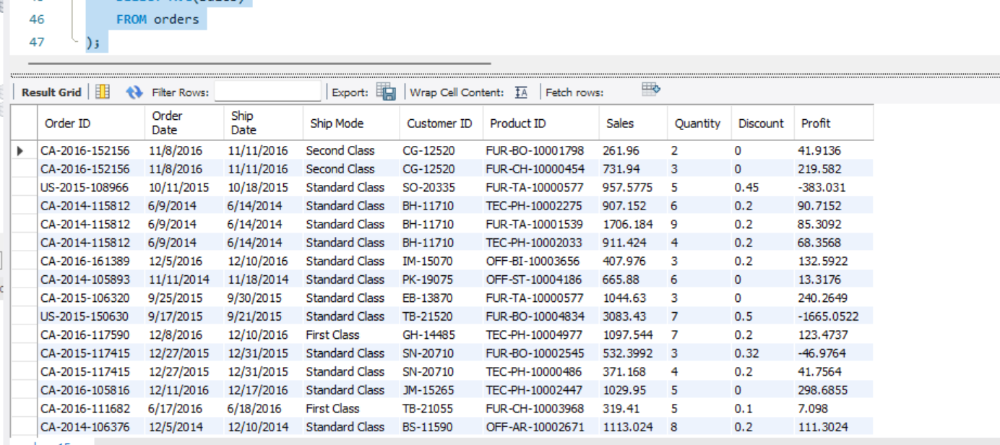 46 FROM orders
47 );
Result Grid Filter Rows: Export: Wrap Cell Content: Fetch rows:
Order ID Order Date Ship Date Ship Mode Customer ID Product ID Sales Quantity Discount Profit
CA-2016-152156 11/8/2016 11/11/2016 Second Class CG-12520 FUR-BO-10001798 261.96 2 0 41.9136
CA-2016-152156 11/8/2016 11/11/2016 Second Class CG-12520 FUR-CH-10000454 731.94 3 0 219.582
US-2015-108966 10/11/2015 10/18/2015 Standard Class SO-20335 FUR-TA-10000577 957.5775 5 0.45 -383.031
CA-2014-115812 6/9/2014 6/14/2014 Standard Class BH-11710 TEC-PH-10002275 907.152 6 0.2 90.7152
CA-2014-115812 6/9/2014 6/14/2014 Standard Class BH-11710 FUR-TA-10001539 1706.184 9 0.2 85.3092
CA-2014-115812 6/9/2014 6/14/2014 Standard Class BH-11710 TEC-PH-10002033 911.424 4 0.2 68.3568
CA-2016-161389 12/5/2016 12/10/2016 Standard Class IM-15070 OFF-BI-10003656 407.976 3 0.2 132.5922
CA-2014-105893 11/11/2014 11/18/2014 Standard Class PK-19075 OFF-ST-10004186 665.88 6 0 13.3176
CA-2015-106320 9/25/2015 9/30/2015 Standard Class EB-13870 FUR-TA-10000577 1044.63 3 0 240.2649
US-2015-150630 9/17/2015 9/21/2015 Standard Class TB-21520 FUR-BO-10004834 3083.43 7 0.5 -1665.0522
CA-2016-117590 12/8/2016 12/10/2016 First Class GH-14485 TEC-PH-10004977 1097.544 7 0.2 123.4737
CA-2015-117415 12/27/2015 12/31/2015 Standard Class SN-20710 FUR-BO-10002545 532.3992 3 0.32 -46.9764
CA-2015-117415 12/27/2015 12/31/2015 Standard Class SN-20710 TEC-PH-10000486 371.168 4 0.2 41.7564
CA-2016-105816 12/11/2016 12/17/2016 Standard Class JM-15265 TEC-PH-10002447 1029.95 5 0 298.6855
CA-2016-111682 6/17/2016 6/18/2016 First Class TB-21055 FUR-CH-10003968 319.41 5 0.1 7.098
CA-2014-106376 12/5/2014 12/10/2014 Standard Class BS-11590 OFF-AR-10002671 1113.024 8 0.2 111.3024